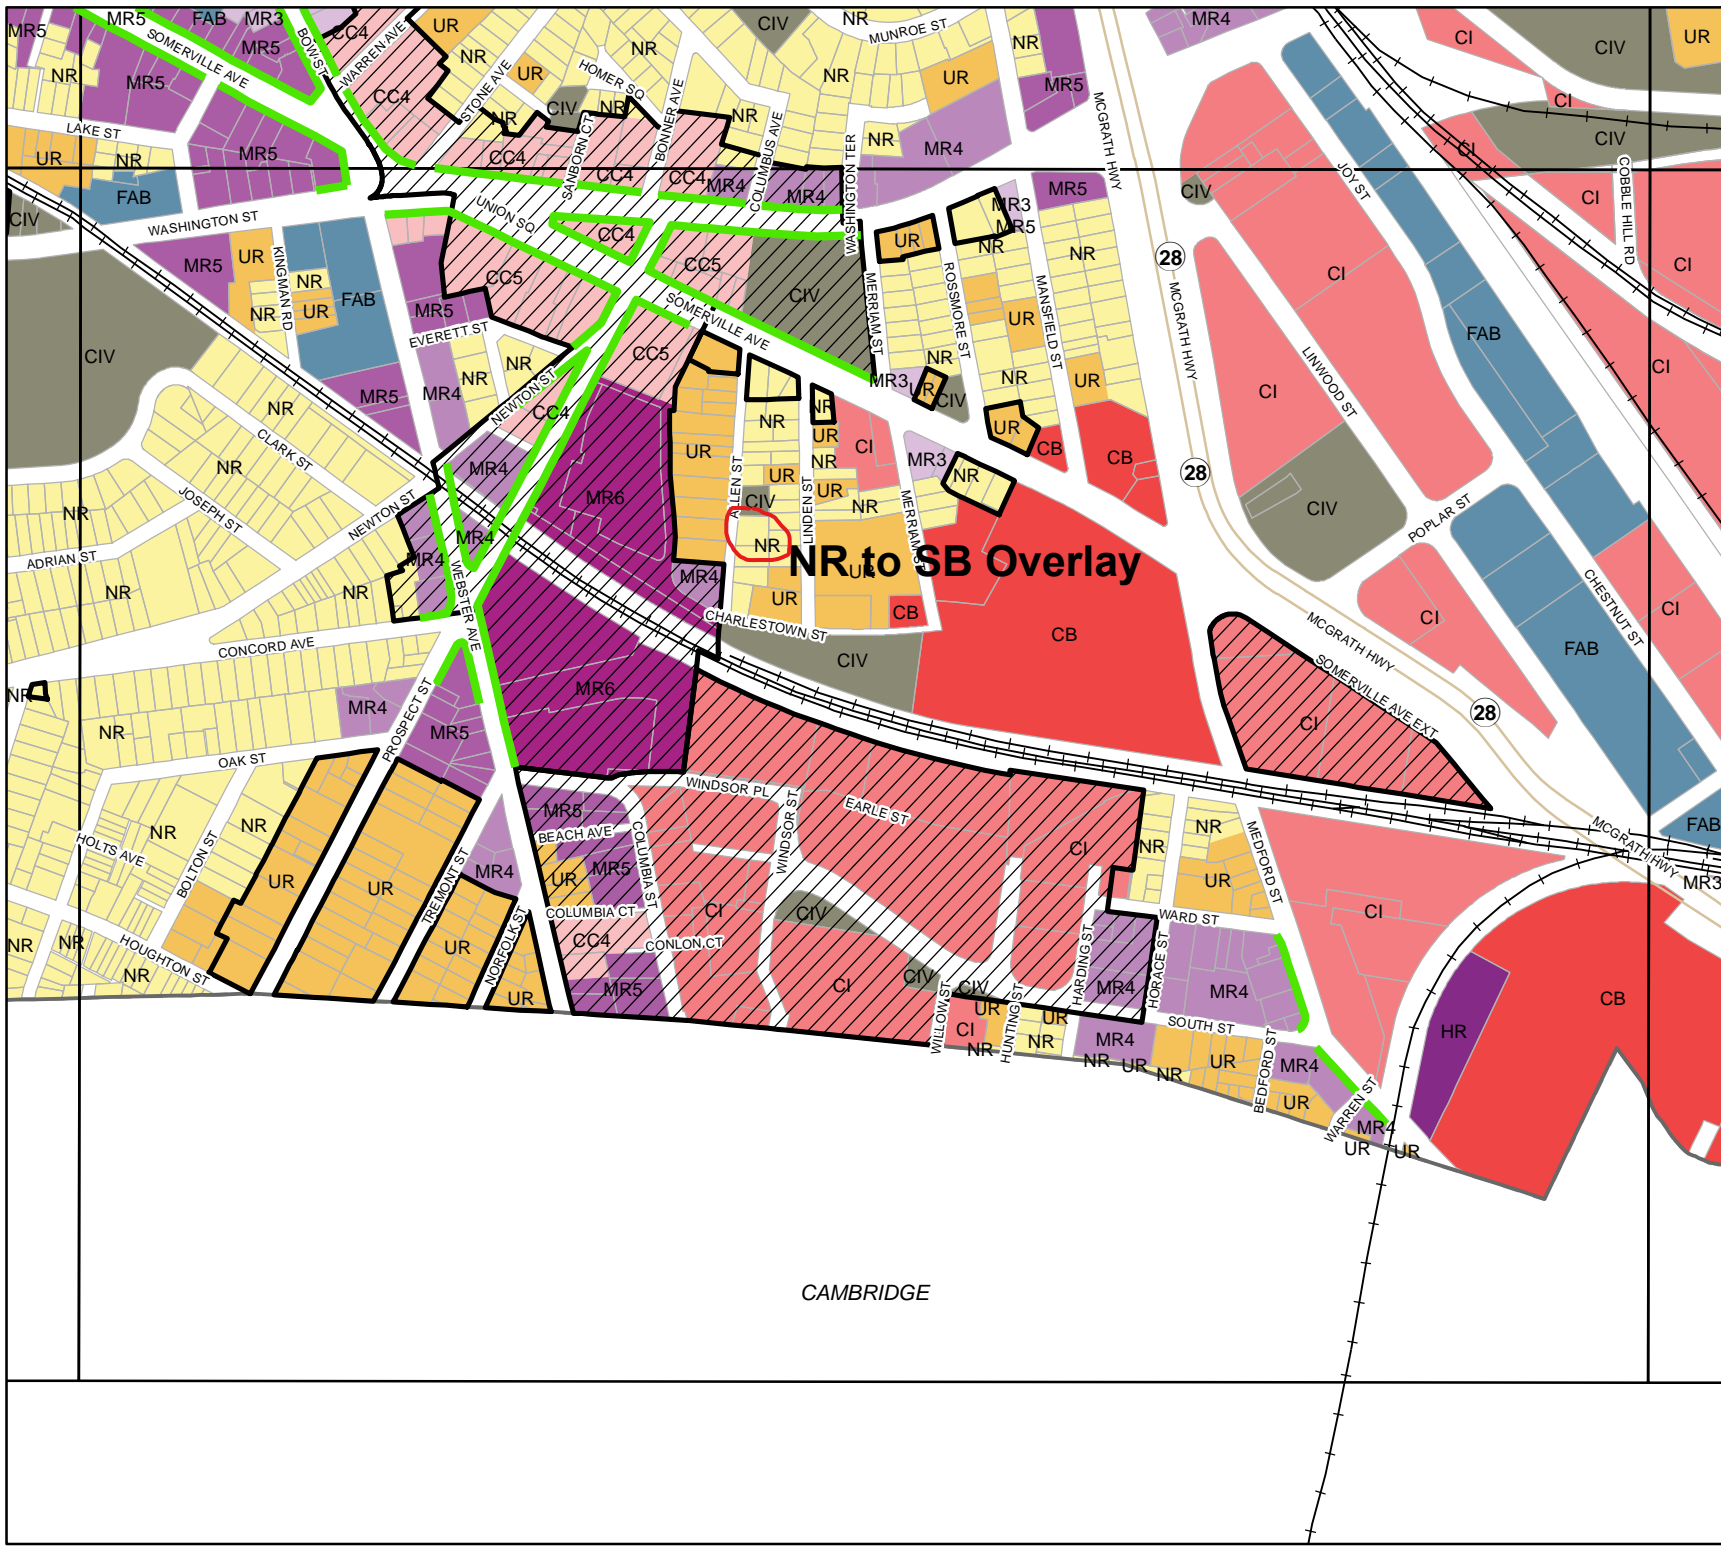 MR5
MR5
FAB
MR3
CC4
UR
CIV
NR
MR4
CI
CIV
UR
SOMERVILLE AVE
MR5
BOW ST
WARREN AVE
NR
NR
MUNROE ST
NR
NR
MR5
STONE AVE
UR
HOMER SQ
NR
UR
MR5
CC4
NR
CIV
NR
BONNER AVE
NR
COLUMBUS AVE
MCGRATH HWY
CI
CIV
LAKE ST
UR
NR
MR5
CC4
SANBORN CT
CC4
CC4
MR4
MR4
WASHINGTON TER
NR
MR4
CI
JOY ST
COBBLE HILL RD
FAB
CIV
WASHINGTON ST
UNION SQ
CC4
MR3
MR5
MR5
CIV
CI
MR5
UR
KINGMAN RD
NR
NR
UR
FAB
CC5
CC5
CIV
UR
NR
NR
28
MCGRATH HWY
CI
CI
CIV
MR5
EVERETT ST
SOMERVILLE AVE
MERRIAM ST
ROSSMORE ST
UR
MANSFIELD ST
FAB
MR5
MR4
NR
NR
CC5
NR
NR
UR
LINWOOD ST
CI
CI
NR
NEWTON ST
CC4
NR
NR
MR3
UR
CIV
UR
CB
CB
CLARK ST
NR
MR4
UR
UR
CI
NR
MR3
NR
28
NR
JOSEPH ST
NEWTON ST
MR6
ALLEN ST
UR
CIV
LINDEN ST
UR
NR
MERRIAM ST
CIV
POPLAR ST
ADRIAN ST
MR4
MR4
NR
NR to SB Overlay
NR
NR
WEBSTER AVE
MR4
UR
UR
CB
CHESTNUT ST
CI
CI
CONCORD AVE
CHARLESTOWN ST
CIV
CB
MCGRATH HWY
FAB
NR
MR4
PROSPECT ST
MR6
SOMERVILLE AVE EXT
CI
28
NR
OAK ST
MR5
WINDSOR PL
EARLE ST
NR
NR
HOLTS AVE
BOLTON ST
MR5
BEACH AVE
COLUMBIA ST
WINDSOR ST
CI
NR
NR
MEDFORD ST
MCGRATH HWY
FAB
UR
UR
TREMONT ST
MR4
UR
MR5
UR
MR3
NR
NR
HOUGHTON ST
NR
UR
NORFOLK ST
COLUMBIA CT
CC4
CONLON CT
CI
CIV
WARD ST
CI
UR
MR5
CI
CIV
CIV
WILLOW ST
HARDING ST
MR4
HORACE ST
MR4
CB
CI
UR
NR
HUNTING ST
UR
NR
MR4
SOUTH ST
HR
NR
UR
NR
UR
BEDFORD ST
MR4
UR
WARREN ST
MR4
UR
UR
CAMBRIDGE